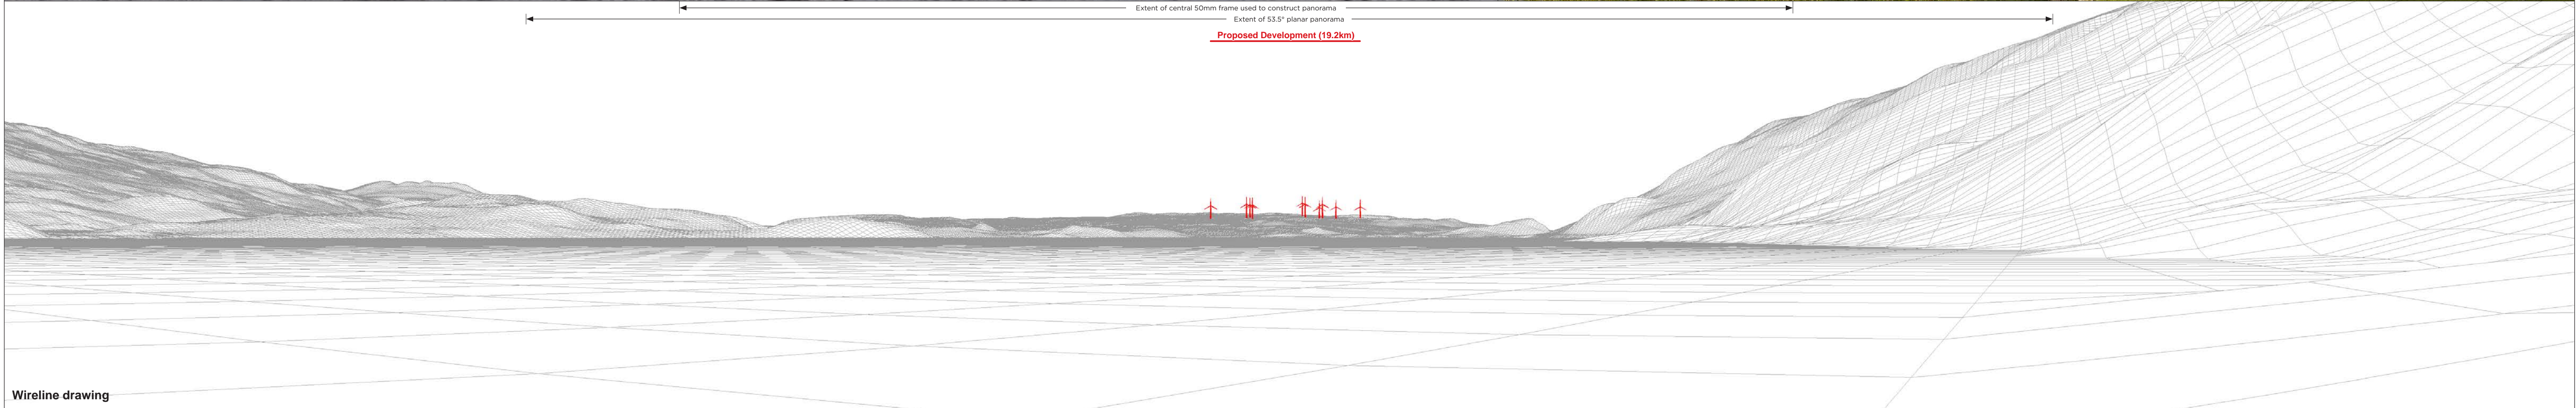 Extent of central 50mm frame used to construct panorama
Extent of 53.5° planar panorama
Proposed Development (19.2km)
Wireline drawing